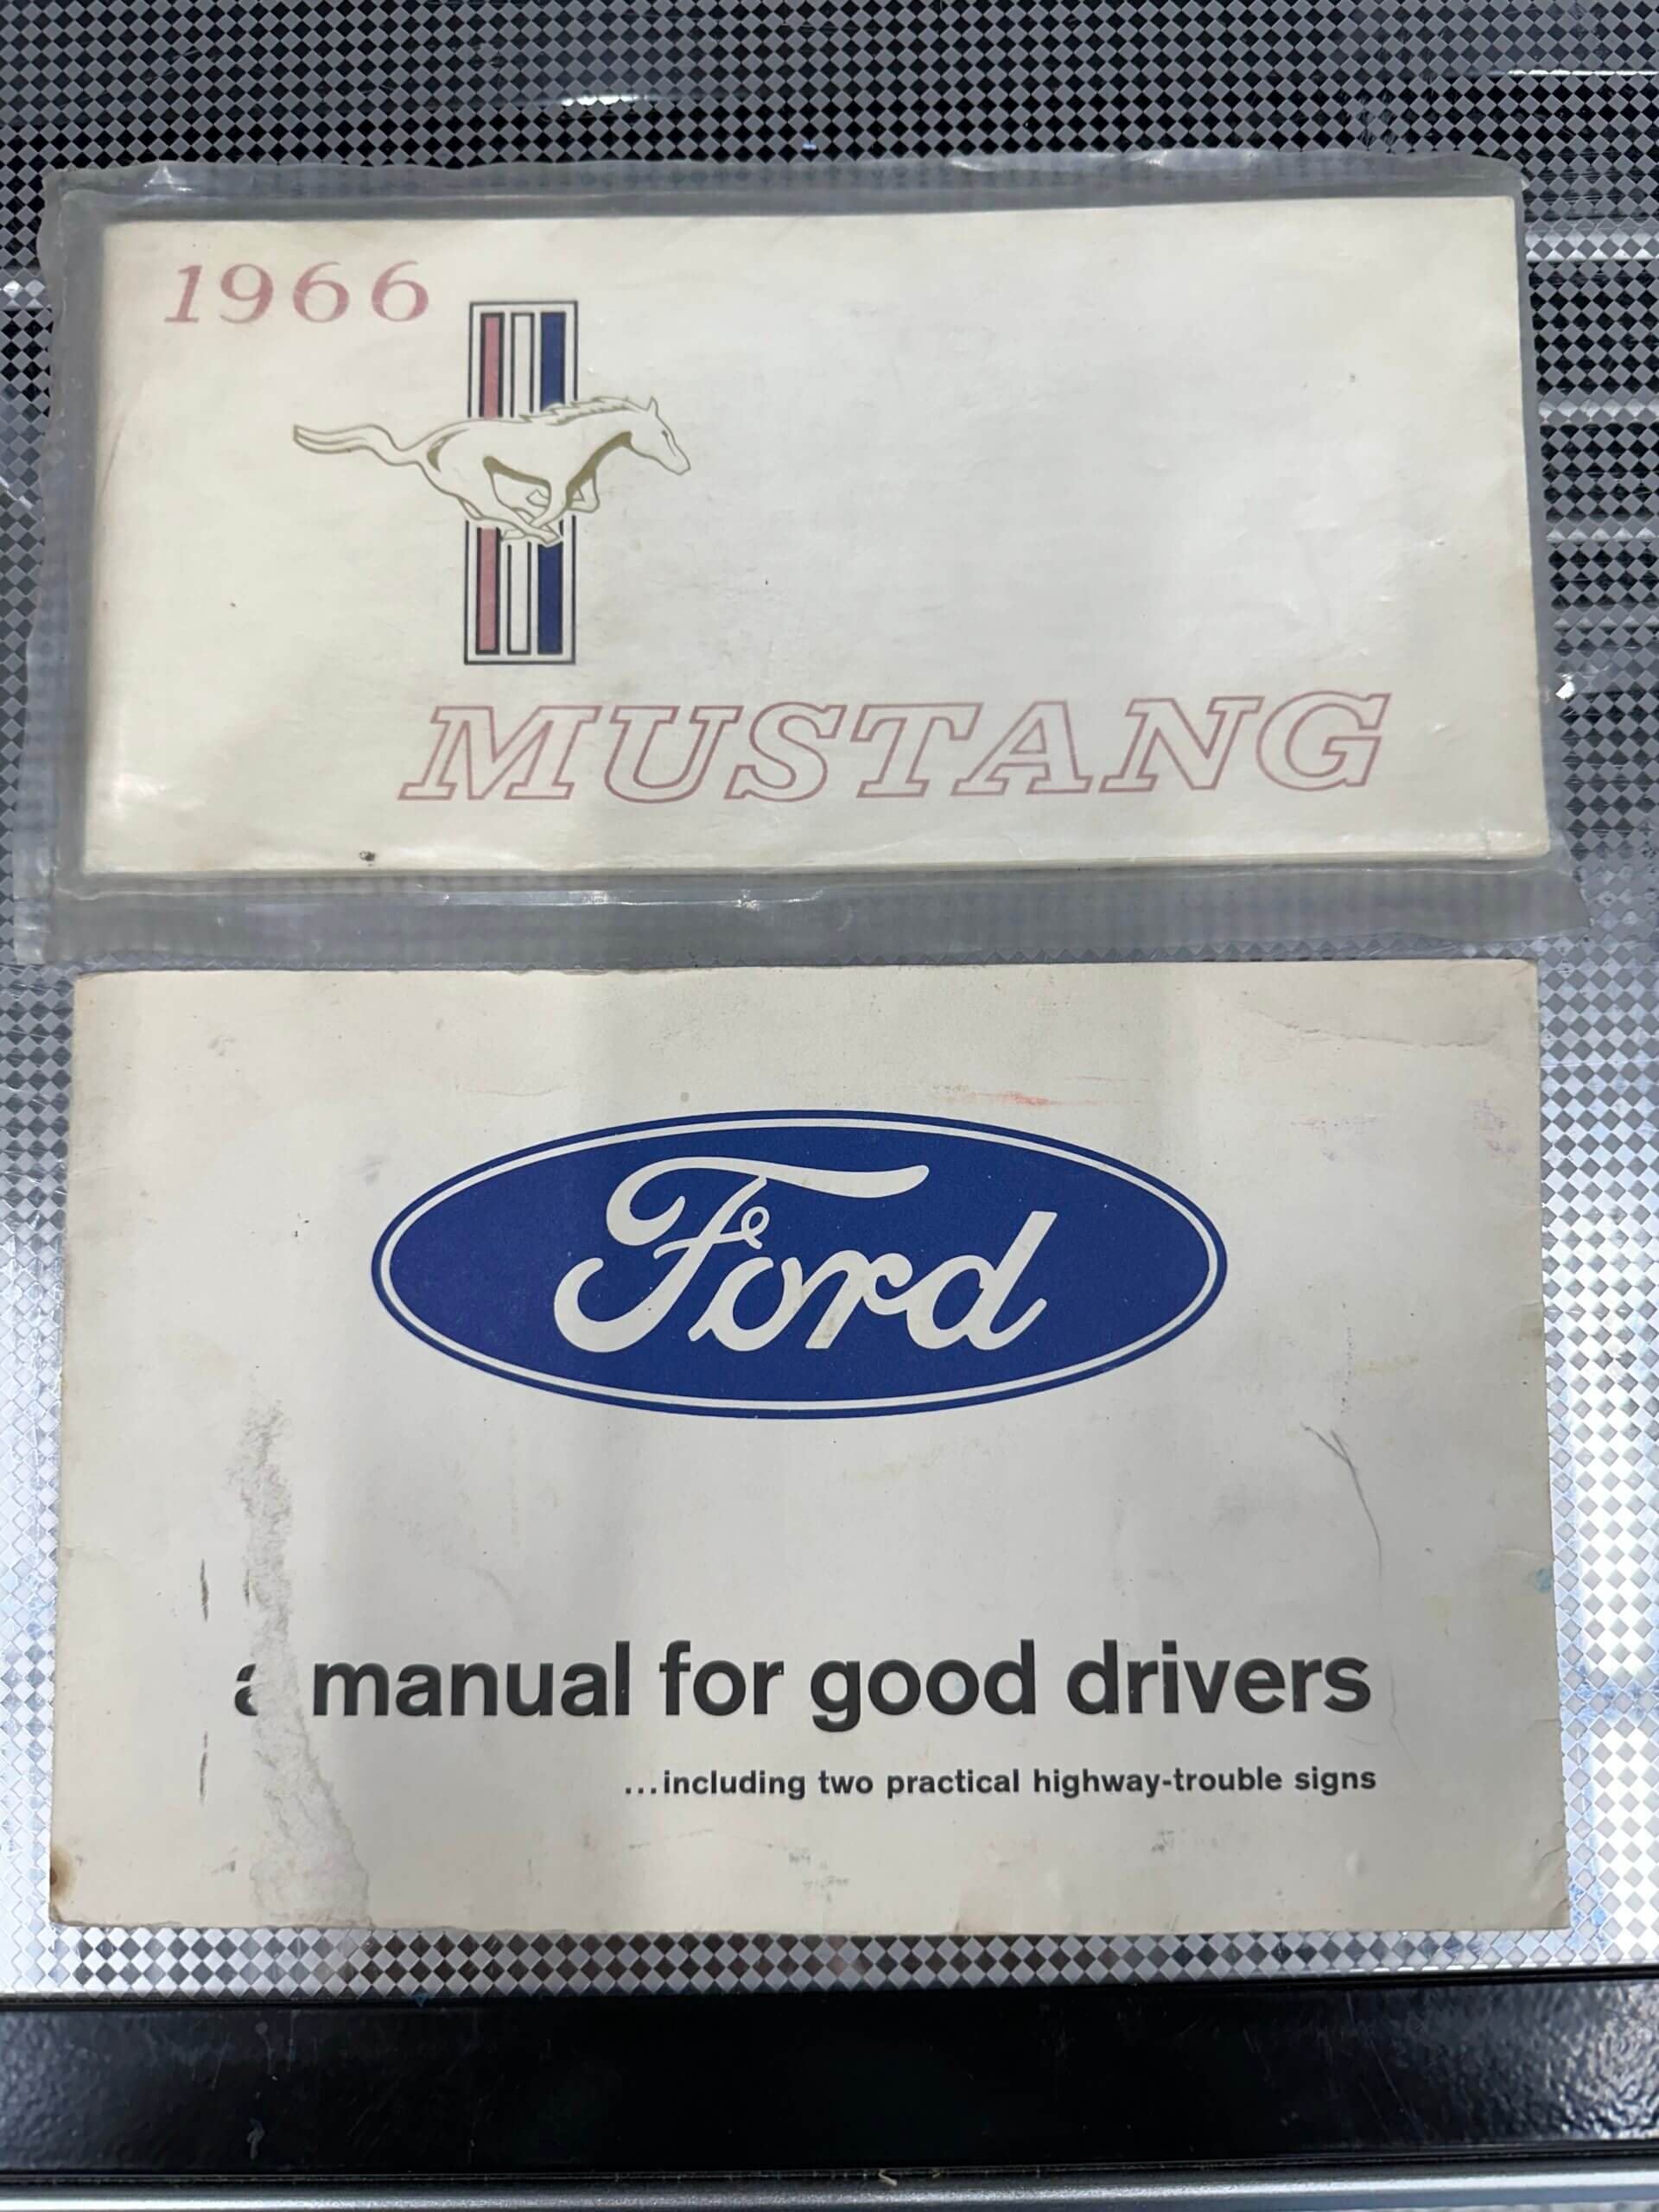 1966
MUSTANG
Ford
a manual for good drivers
...including two practical highway-trouble signs